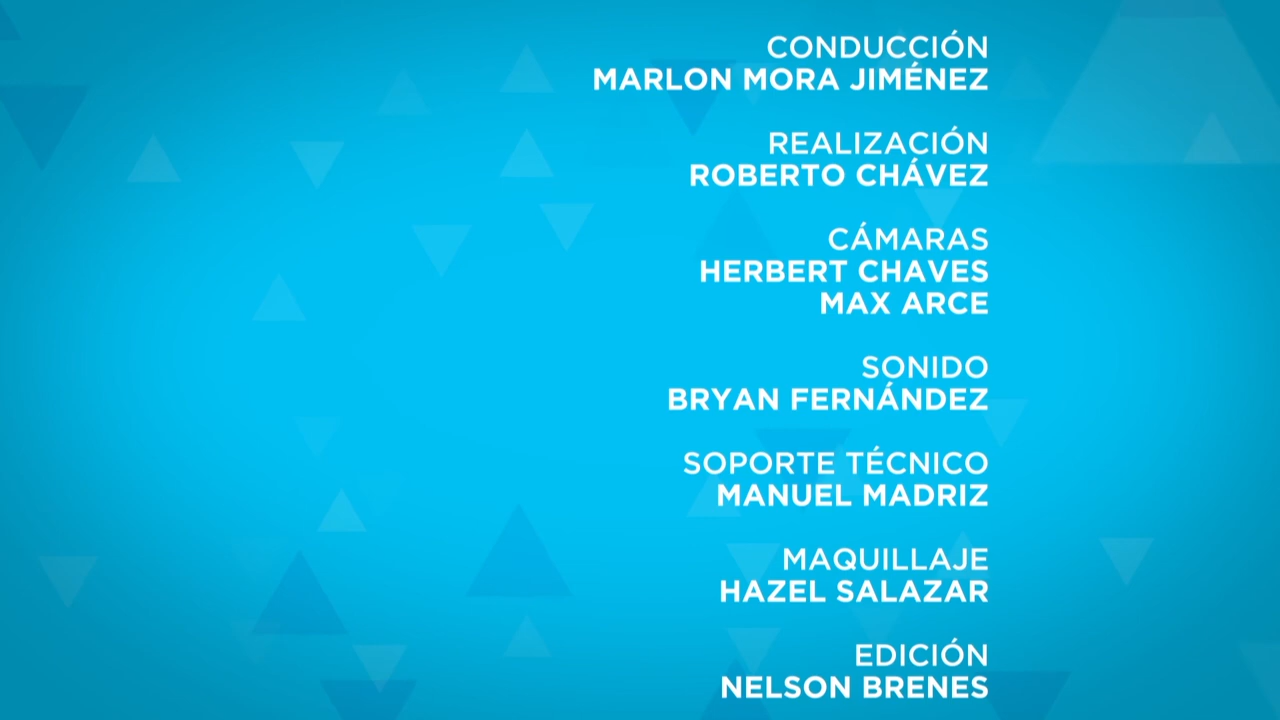 CONDUCCIÓN
MARLON MORA JIMÉNEZ
REALIZACIÓN
ROBERTO CHÁVEZ
CÁMARAS
HERBERT CHAVES
MAX ARCE
SONIDO
BRYAN FERNÁNDEZ
SOPORTE TÉCNICO
MANUEL MADRIZ
MAQUILLAJE
HAZEL SALAZAR
EDICIÓN
NELSON BRENES